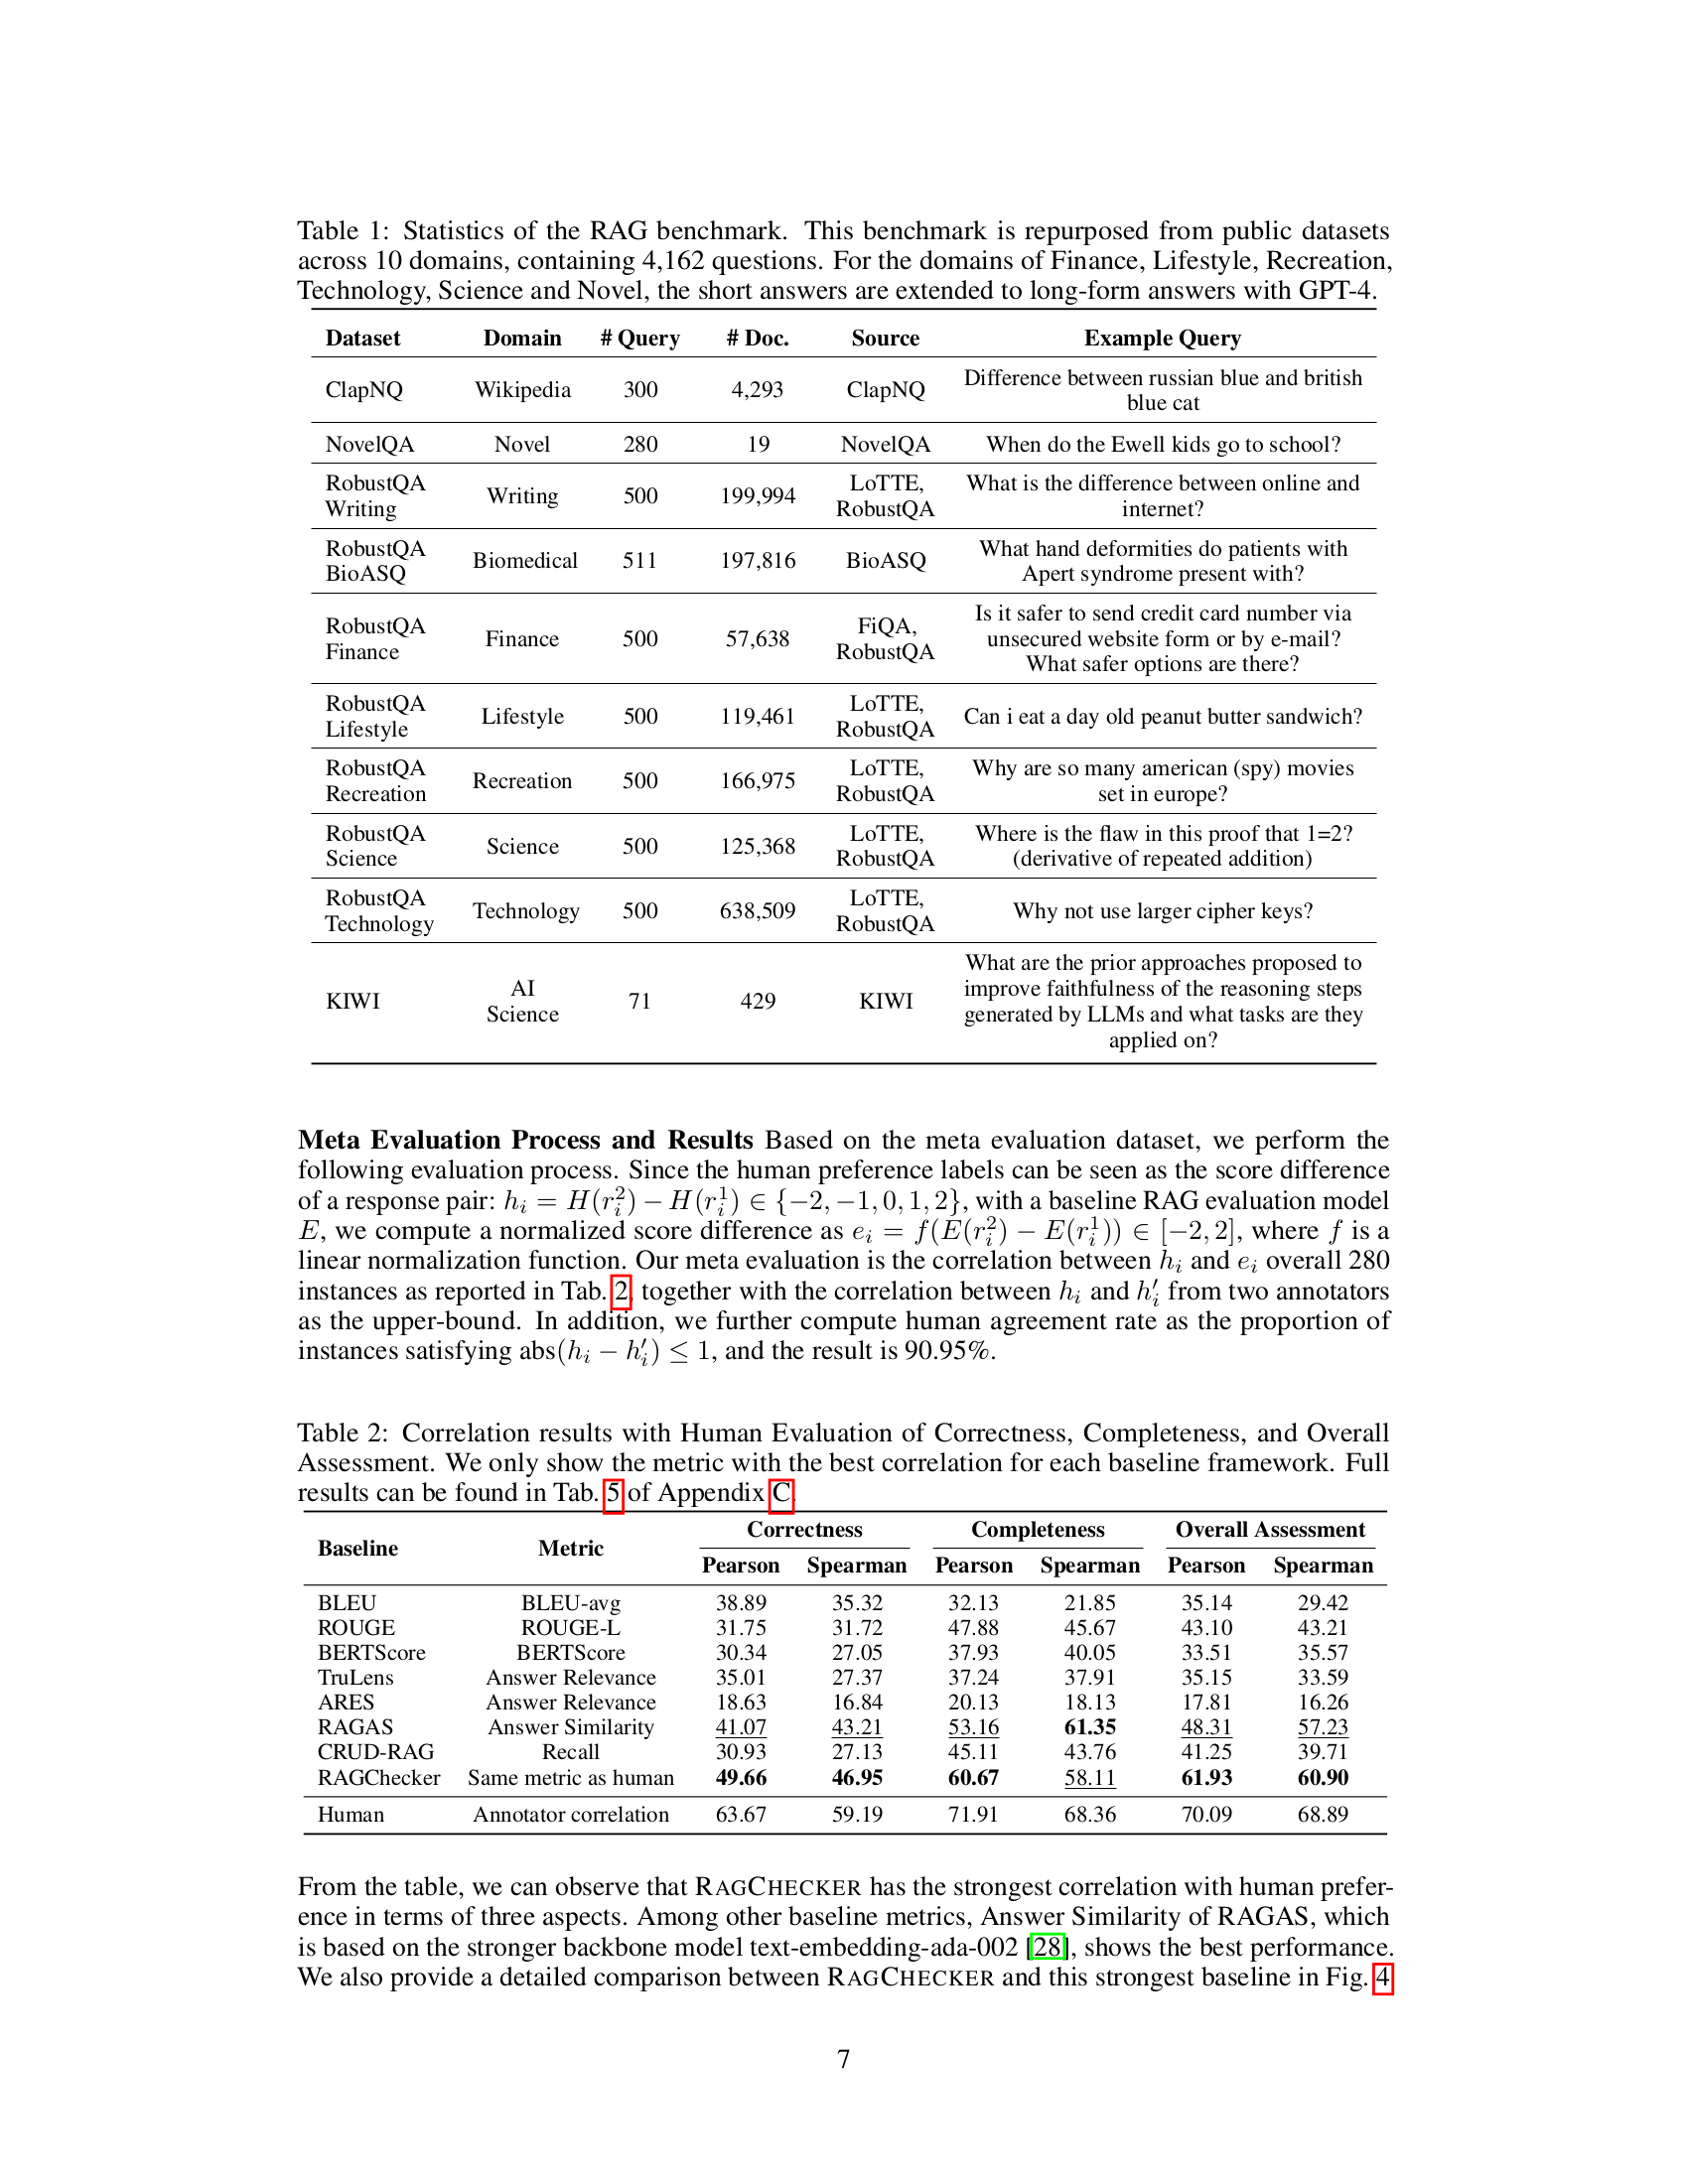 Table 1: Statistics of the RAG benchmark. This benchmark is repurposed from public datasets
across 10 domains, containing 4,162 questions. For the domains of Finance, Lifestyle, Recreation,
Technology, Science and Novel, the short answers are extended to long-form answers with GPT-4.
Dataset Domain # Query # Doc. Source Example Query
ClapNQ Wikipedia 300 4,293 ClapNQ Difference between russian blue and british
blue cat
NovelQA Novel 280 19 NovelQA When do the Ewell kids go to school?
RobustQA LoTTE, What is the difference between online and
Writing 500 199,994
Writing RobustQA internet?
RobustQA What hand deformities do patients with
Biomedical 511 197,816 BioASQ
BioASQ Apert syndrome present with?
Is it safer to send credit card number via
RobustQA FiQA,
Finance 500 57,638 unsecured website form or by e-mail?
Finance RobustQA
What safer options are there?
RobustQA LoTTE,
Lifestyle 500 119,461 Can i eat a day old peanut butter sandwich?
Lifestyle RobustQA
RobustQA LoTTE, Why are so many american (spy) movies
Recreation 500 166,975
Recreation RobustQA set in europe?
RobustQA LoTTE, Where is the flaw in this proof that 1=2?
Science 500 125,368
Science RobustQA (derivative of repeated addition)
RobustQA LoTTE,
Technology 500 638,509 Why not use larger cipher keys?
Technology RobustQA
What are the prior approaches proposed to
AI improve faithfulness of the reasoning steps
KIWI 71 429 KIWI
Science generated by LLMs and what tasks are they
applied on?
Meta Evaluation Process and Results Based on the meta evaluation dataset, we perform the
following evaluation process. Since the human preference labels can be seen as the score difference
of a response pair: h_i = H(r_i^2) − H(r_i^1) ∈ {−2, −1, 0, 1, 2}, with a baseline RAG evaluation model
E, we compute a normalized score difference as e_i = f(E(r_i^2) − E(r_i^1)) ∈ [−2, 2], where f is a
linear normalization function. Our meta evaluation is the correlation between h_i and e_i overall 280
instances as reported in Tab. 2, together with the correlation between h_i and h′_i from two annotators
as the upper-bound. In addition, we further compute human agreement rate as the proportion of
instances satisfying abs(h_i − h′_i) ≤ 1, and the result is 90.95%.
Table 2: Correlation results with Human Evaluation of Correctness, Completeness, and Overall
Assessment. We only show the metric with the best correlation for each baseline framework. Full
results can be found in Tab. 5 of Appendix C.
Correctness Completeness Overall Assessment
Baseline Metric
Pearson Spearman Pearson Spearman Pearson Spearman
BLEU BLEU-avg 38.89 35.32 32.13 21.85 35.14 29.42
ROUGE ROUGE-L 31.75 31.72 47.88 45.67 43.10 43.21
BERTScore BERTScore 30.34 27.05 37.93 40.05 33.51 35.57
TruLens Answer Relevance 35.01 27.37 37.24 37.91 35.15 33.59
ARES Answer Relevance 18.63 16.84 20.13 18.13 17.81 16.26
RAGAS Answer Similarity 41.07 43.21 53.16 61.35 48.31 57.23
CRUD-RAG Recall 30.93 27.13 45.11 43.76 41.25 39.71
RAGChecker Same metric as human 49.66 46.95 60.67 58.11 61.93 60.90
Human Annotator correlation 63.67 59.19 71.91 68.36 70.09 68.89
From the table, we can observe that RAGCHECKER has the strongest correlation with human prefer-
ence in terms of three aspects. Among other baseline metrics, Answer Similarity of RAGAS, which
is based on the stronger backbone model text-embedding-ada-002 [28], shows the best performance.
We also provide a detailed comparison between RAGCHECKER and this strongest baseline in Fig. 4
7